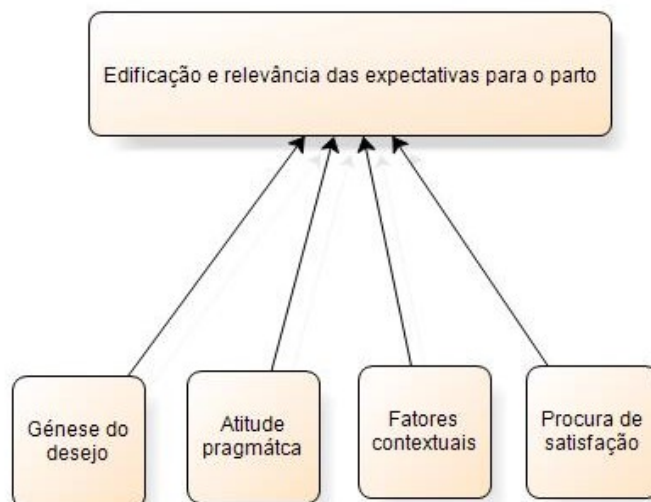 Edificação e relevância das expectativas para o parto
Génese do
desejo
Atitude
pragmátca
Fatores
contextuais
Procura de
satisfação